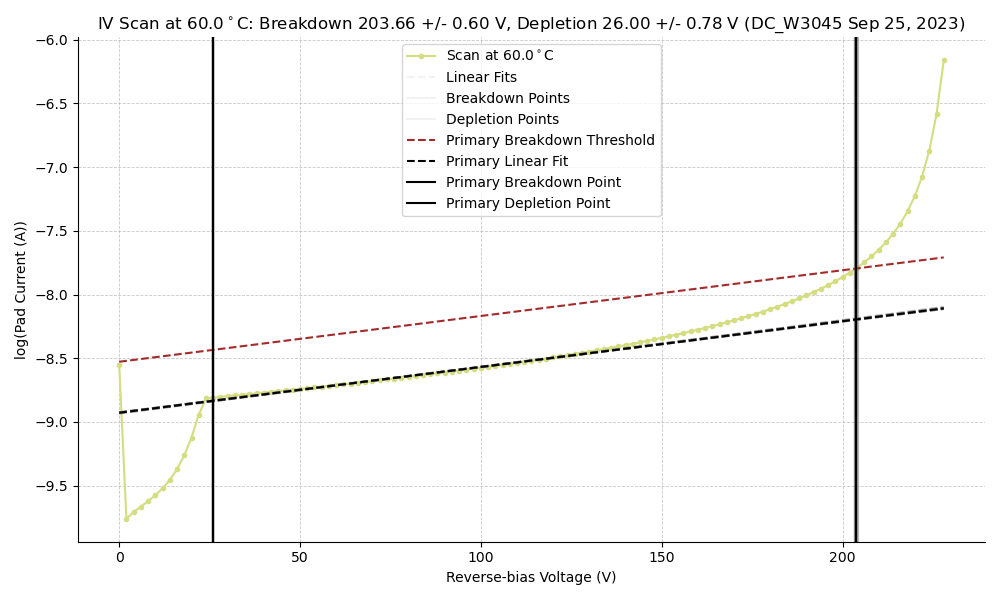 IV Scan at 60.0°C: Breakdown 203.66 +/- 0.60 V, Depletion 26.00 +/- 0.78 V (DC_W3045 Sep 25, 2023)
−6.0
−6.5
−7.0
−7.5
−8.0
−8.5
−9.0
−9.5
log(Pad Current (A))
Scan at 60.0°C
Linear Fits
Breakdown Points
Depletion Points
Primary Breakdown Threshold
Primary Linear Fit
Primary Breakdown Point
Primary Depletion Point
0
50
100
150
200
Reverse-bias Voltage (V)